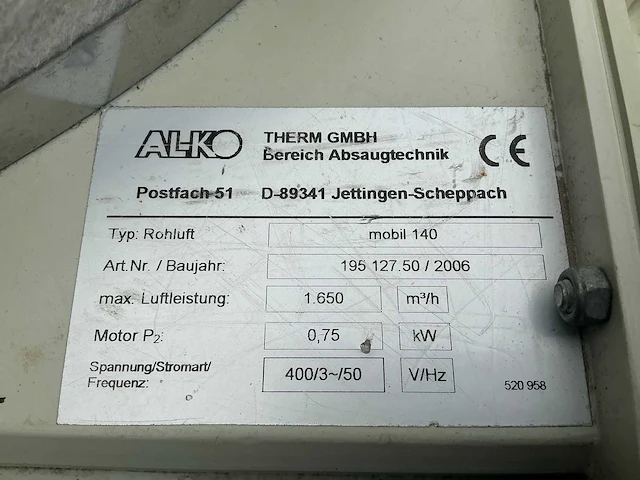 AL-KO THERM GMBH CE
Bereich Absaugtechnik
Postfach 51 D-89341 Jettingen-Scheppach
Typ: Rohluft mobil 140
Art.Nr. / Baujahr: 195 127.50 / 2006
max. Luftleistung: 1.650 m³/h
Motor P₂: 0,75 kW
Spannung/Stromart/
Frequenz: 400/3~/50 V/Hz
520 958